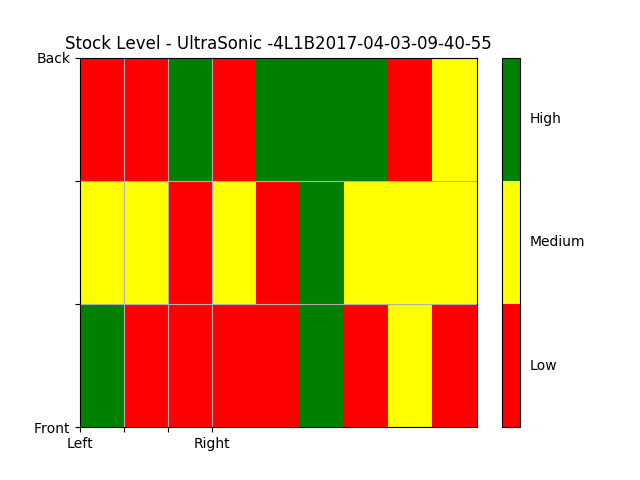 Stock Level - UltraSonic -4L1B2017-04-03-09-40-55
Back
High
Medium
Low
Front
Left
Right